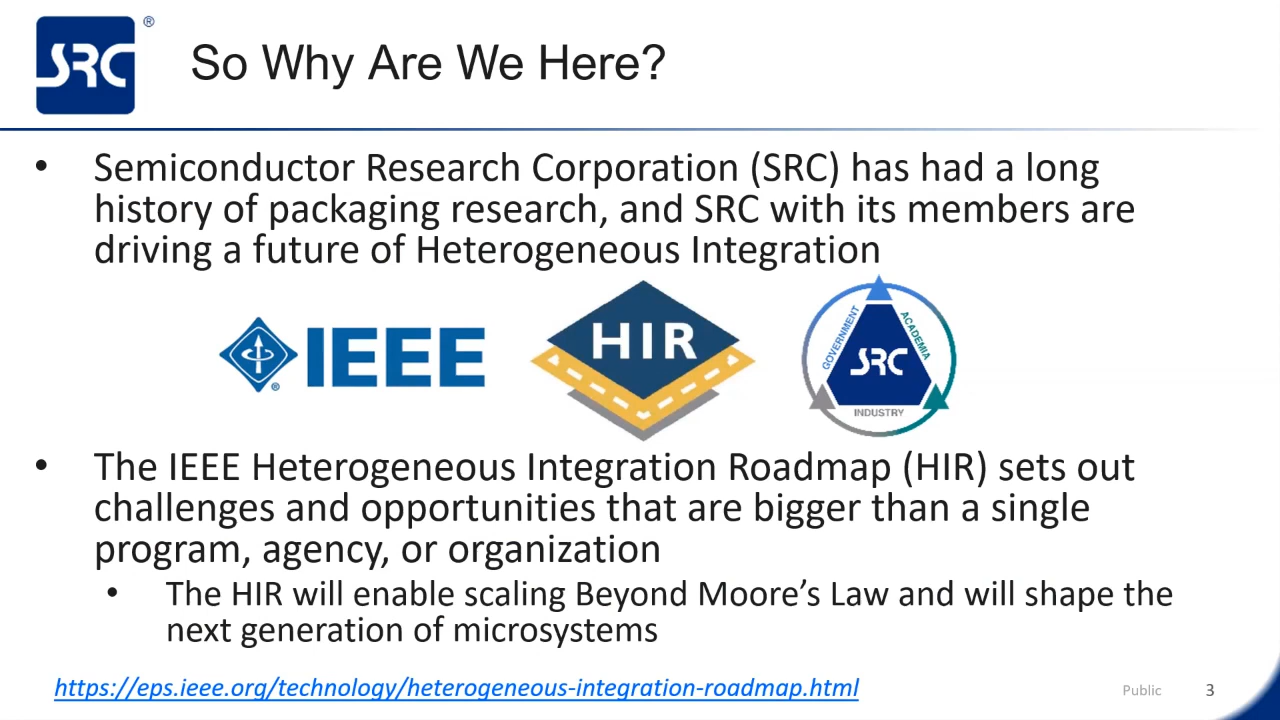 SRC®
So Why Are We Here?
• Semiconductor Research Corporation (SRC) has had a long
history of packaging research, and SRC with its members are
driving a future of Heterogeneous Integration
IEEE®
HIR
GOVERNMENT
ACADEMIA
SRC
INDUSTRY
• The IEEE Heterogeneous Integration Roadmap (HIR) sets out
challenges and opportunities that are bigger than a single
program, agency, or organization
• The HIR will enable scaling Beyond Moore’s Law and will shape the
next generation of microsystems
https://eps.ieee.org/technology/heterogeneous-integration-roadmap.html
Public 3